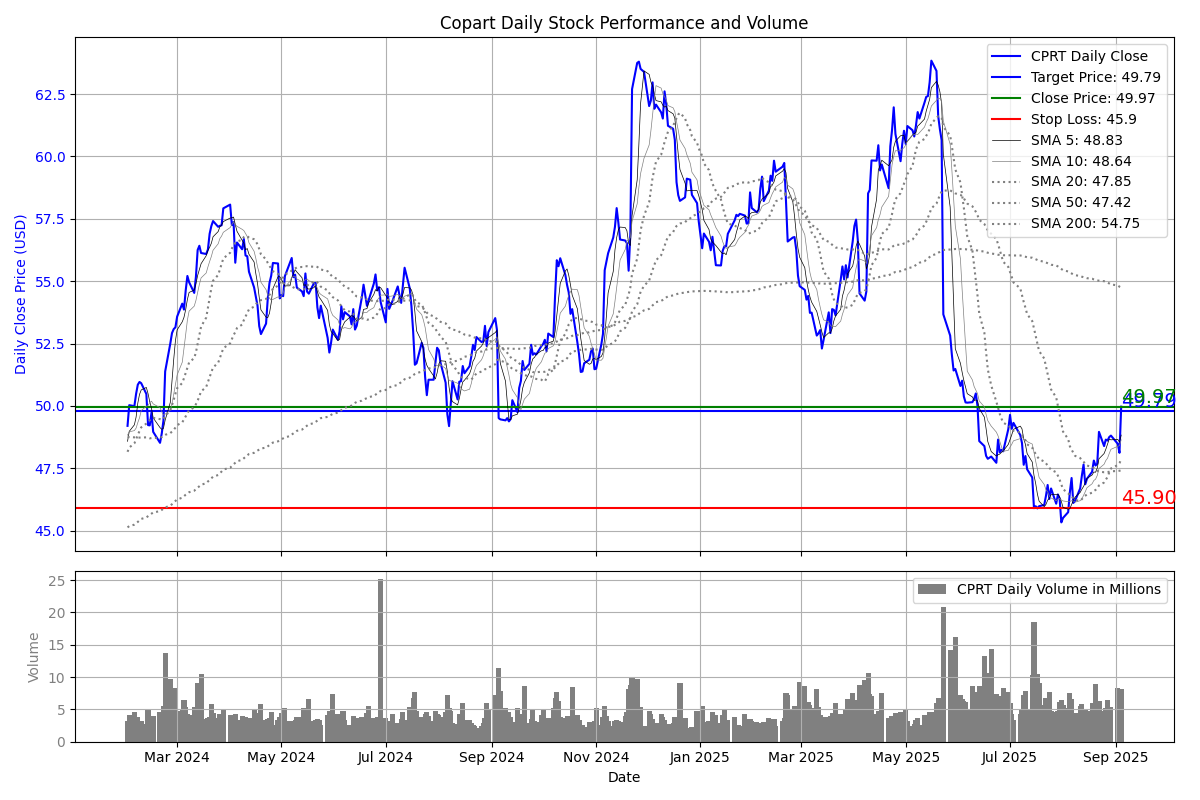 Copart Daily Stock Performance and Volume
CPRT Daily Close
Target Price: 49.79
Close Price: 49.97
Stop Loss: 45.9
SMA 5: 48.83
SMA 10: 48.64
SMA 20: 47.85
SMA 50: 47.42
SMA 200: 54.75
Daily Close Price (USD)
62.5
60.0
57.5
55.0
52.5
50.0
47.5
45.0
49.97
49.79
45.90
CPRT Daily Volume in Millions
Volume
25
20
15
10
5
0
Mar 2024
May 2024
Jul 2024
Sep 2024
Nov 2024
Jan 2025
Mar 2025
May 2025
Jul 2025
Sep 2025
Date